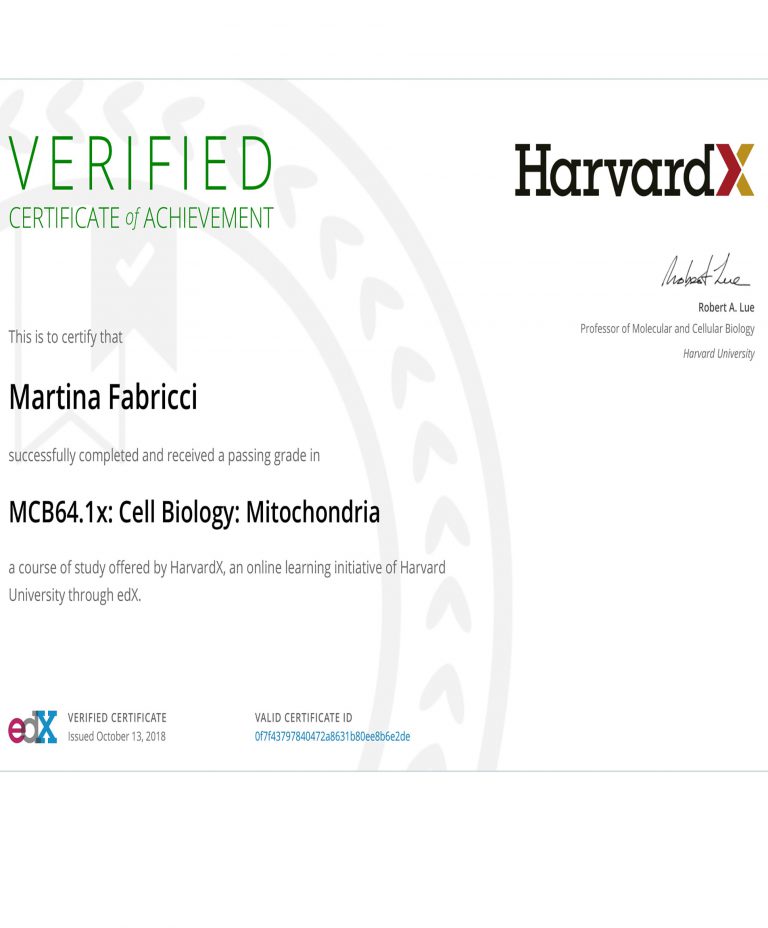 VERIFIED
CERTIFICATE of ACHIEVEMENT
HarvardX
Robert Lue
Robert A. Lue
Professor of Molecular and Cellular Biology
Harvard University
This is to certify that
Martina Fabricci
successfully completed and received a passing grade in
MCB64.1x: Cell Biology: Mitochondria
a course of study offered by HarvardX, an online learning initiative of Harvard
University through edX.
edX
VERIFIED CERTIFICATE
Issued October 13, 2018
VALID CERTIFICATE ID
0f7f43797840472a8631b80ee8b6e2de